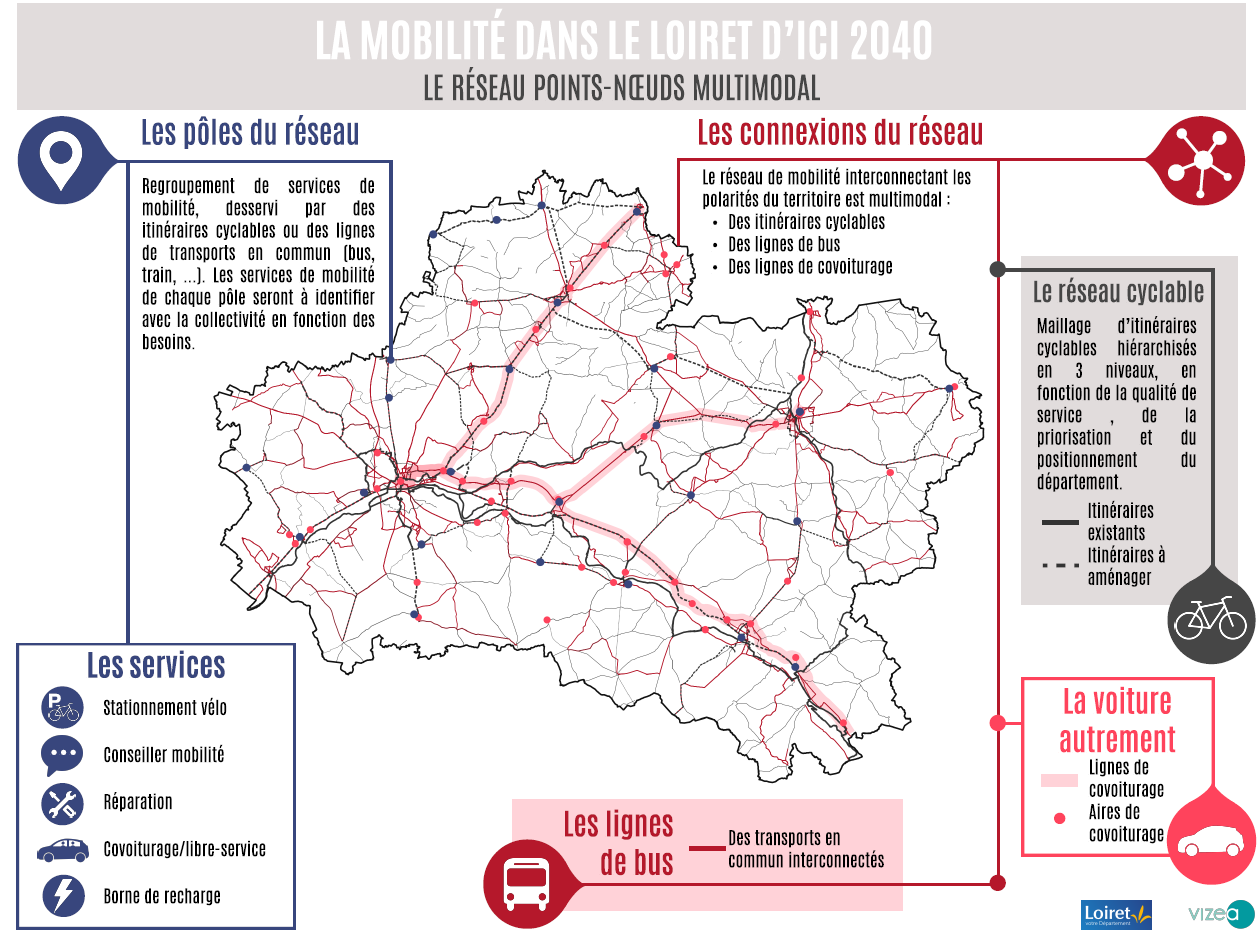 LA MOBILITÉ DANS LE LOIRET D'ICI 2040
LE RÉSEAU POINTS-NŒUDS MULTIMODAL
Les pôles du réseau
Regroupement de services de
mobilité, desservi par des
itinéraires cyclables ou des lignes
de transports en commun (bus,
train, ...). Les services de mobilité
de chaque pôle seront à identifier
avec la collectivité en fonction des
besoins.
Les connexions du réseau
Le réseau de mobilité interconnectant les
polarités du territoire est multimodal :
• Des itinéraires cyclables
• Des lignes de bus
• Des lignes de covoiturage
Le réseau cyclable
Maillage d'itinéraires
cyclables hiérarchisés
en 3 niveaux, en
fonction de la qualité de
service , de la
priorisation et du
positionnement du
département.
Itinéraires
existants
Itinéraires à
aménager
Les services
P
Stationnement vélo
Conseiller mobilité
Réparation
Covoiturage/libre-service
Borne de recharge
La voiture
autrement
Lignes de
covoiturage
Aires de
covoiturage
Les lignes
de bus
Des transports en
commun interconnectés
Loiret
votre Département
vizea